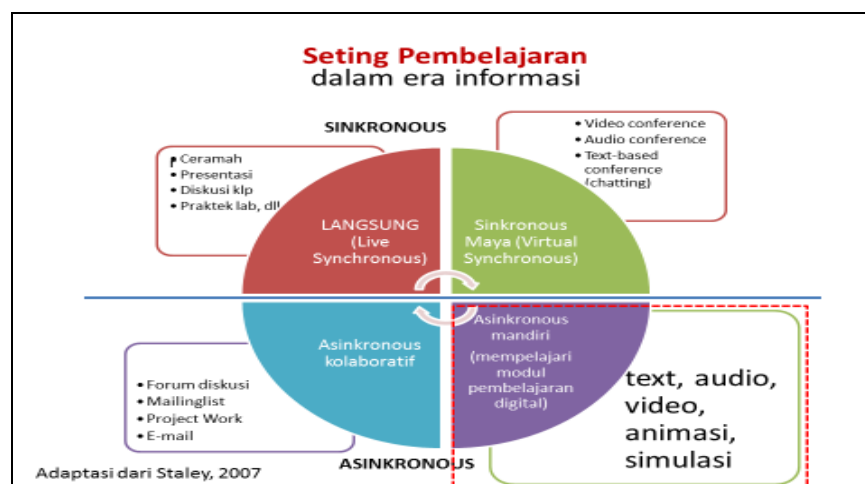 Seting Pembelajaran
dalam era informasi
SINKRONOUS
• Ceramah
• Presentasi
• Diskusi klp
• Praktek lab, dll
• Video conference
• Audio conference
• Text-based
conference
(chatting)
LANGSUNG
(Live
Synchronous)
Sinkronous
Maya (Virtual
Synchronous)
Asinkronous
kolaboratif
Asinkronous
mandiri
(mempelajari
modul
pembelajaran
digital)
• Forum diskusi
• Mailinglist
• Project Work
• E-mail
text, audio,
video,
animasi,
simulasi
ASINKRONOUS
Adaptasi dari Staley, 2007